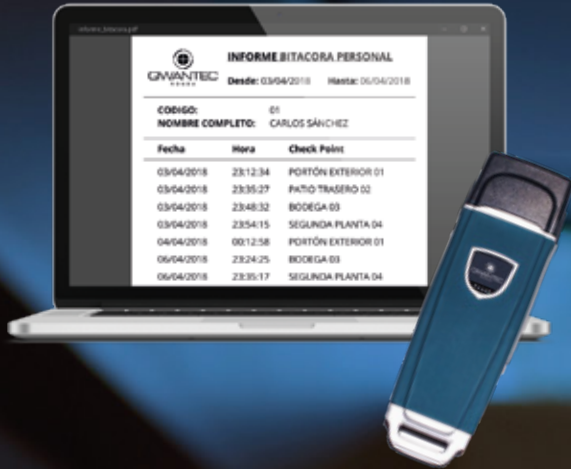 informe_bitacora.pdf
INFORME BITACORA PERSONAL
GWANTEC
Desde: 03/04/2018 Hasta: 06/04/2018
CODIGO: 01
NOMBRE COMPLETO: CARLOS SÁNCHEZ
Fecha Hora Check Point
03/04/2018 23:12:34 PORTÓN EXTERIOR 01
03/04/2018 23:35:27 PATIO TRASERO 02
03/04/2018 23:48:32 BODEGA 03
03/04/2018 23:54:15 SEGUNDA PLANTA 04
04/04/2018 00:12:58 PORTÓN EXTERIOR 01
06/04/2018 23:24:25 BODEGA 03
06/04/2018 23:35:17 SEGUNDA PLANTA 04
GWANTEC